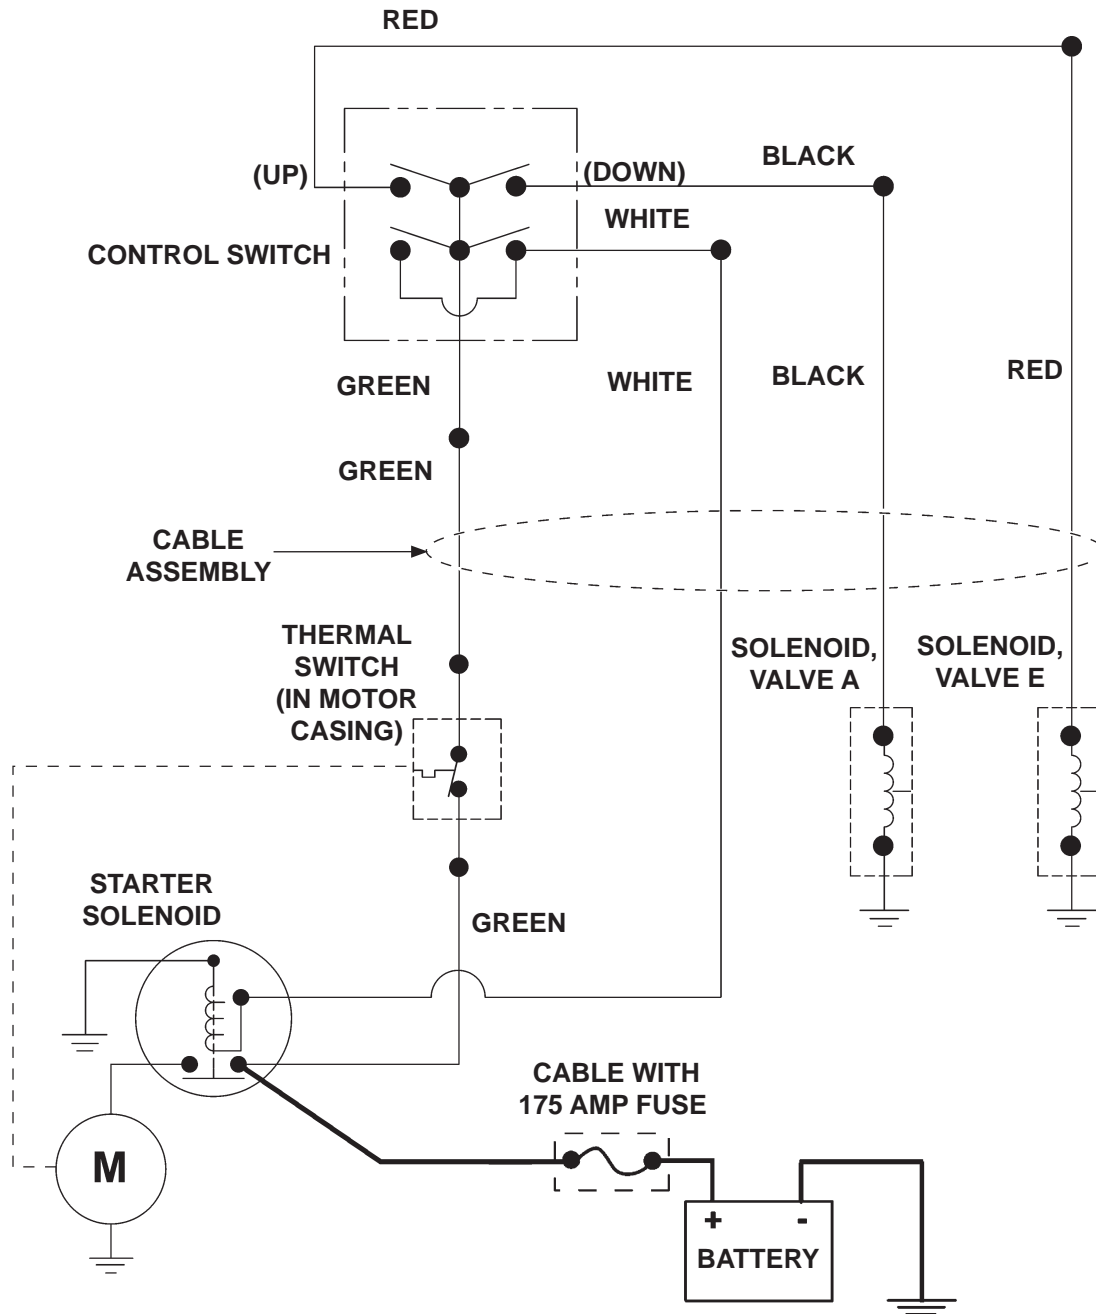 RED
(UP)
(DOWN)
BLACK
WHITE
CONTROL SWITCH
GREEN
WHITE
BLACK
RED
GREEN
CABLE
ASSEMBLY
THERMAL
SWITCH
(IN MOTOR
CASING)
SOLENOID,
VALVE A
SOLENOID,
VALVE E
STARTER
SOLENOID
GREEN
CABLE WITH
175 AMP FUSE
M
+
-
BATTERY